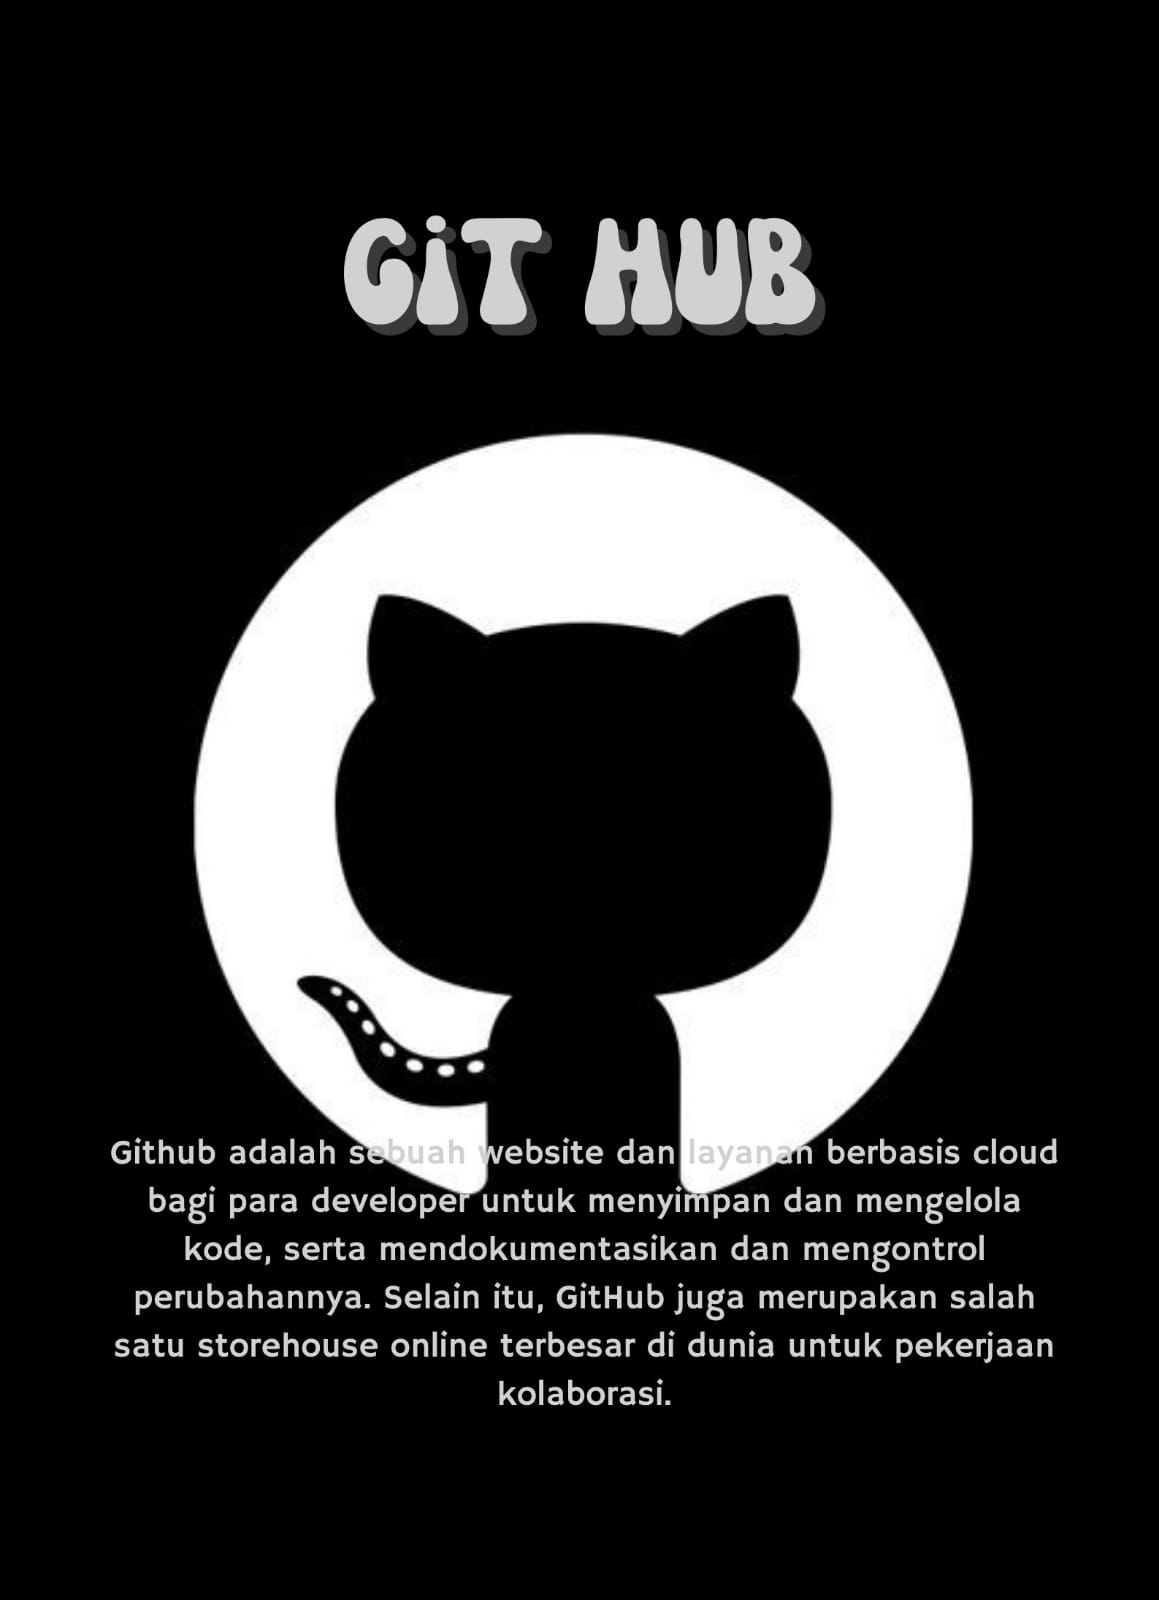 GiT HUB
Github adalah sebuah website dan layanan berbasis cloud
bagi para developer untuk menyimpan dan mengelola
kode, serta mendokumentasikan dan mengontrol
perubahannya. Selain itu, GitHub juga merupakan salah
satu storehouse online terbesar di dunia untuk pekerjaan
kolaborasi.